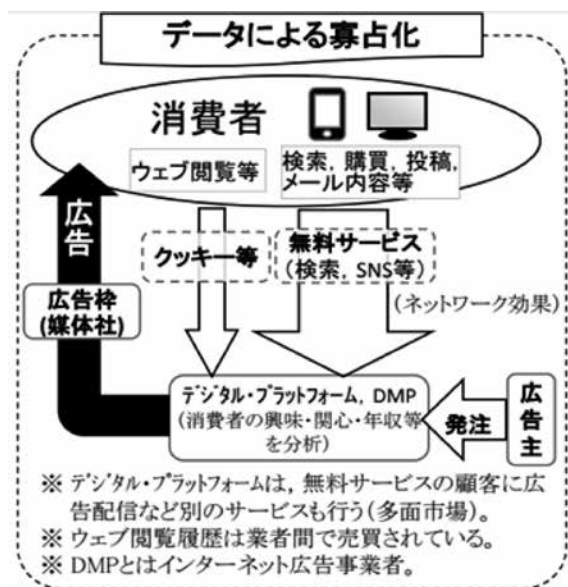 データによる寡占化
消費者
ウェブ閲覧等
検索, 購買, 投稿,
メール内容等
広告
クッキー等
無料サービス
(検索, SNS等)
広告枠
(媒体社)
(ネットワーク効果)
デジタル・プラットフォーム, DMP
(消費者の興味・関心・年収等
を分析)
発注
広告主
※ デジタル・プラットフォームは, 無料サービスの顧客に広
告配信など別のサービスも行う(多面市場)。
※ ウェブ閲覧履歴は業者間で売買されている。
※ DMPとはインターネット広告事業者。